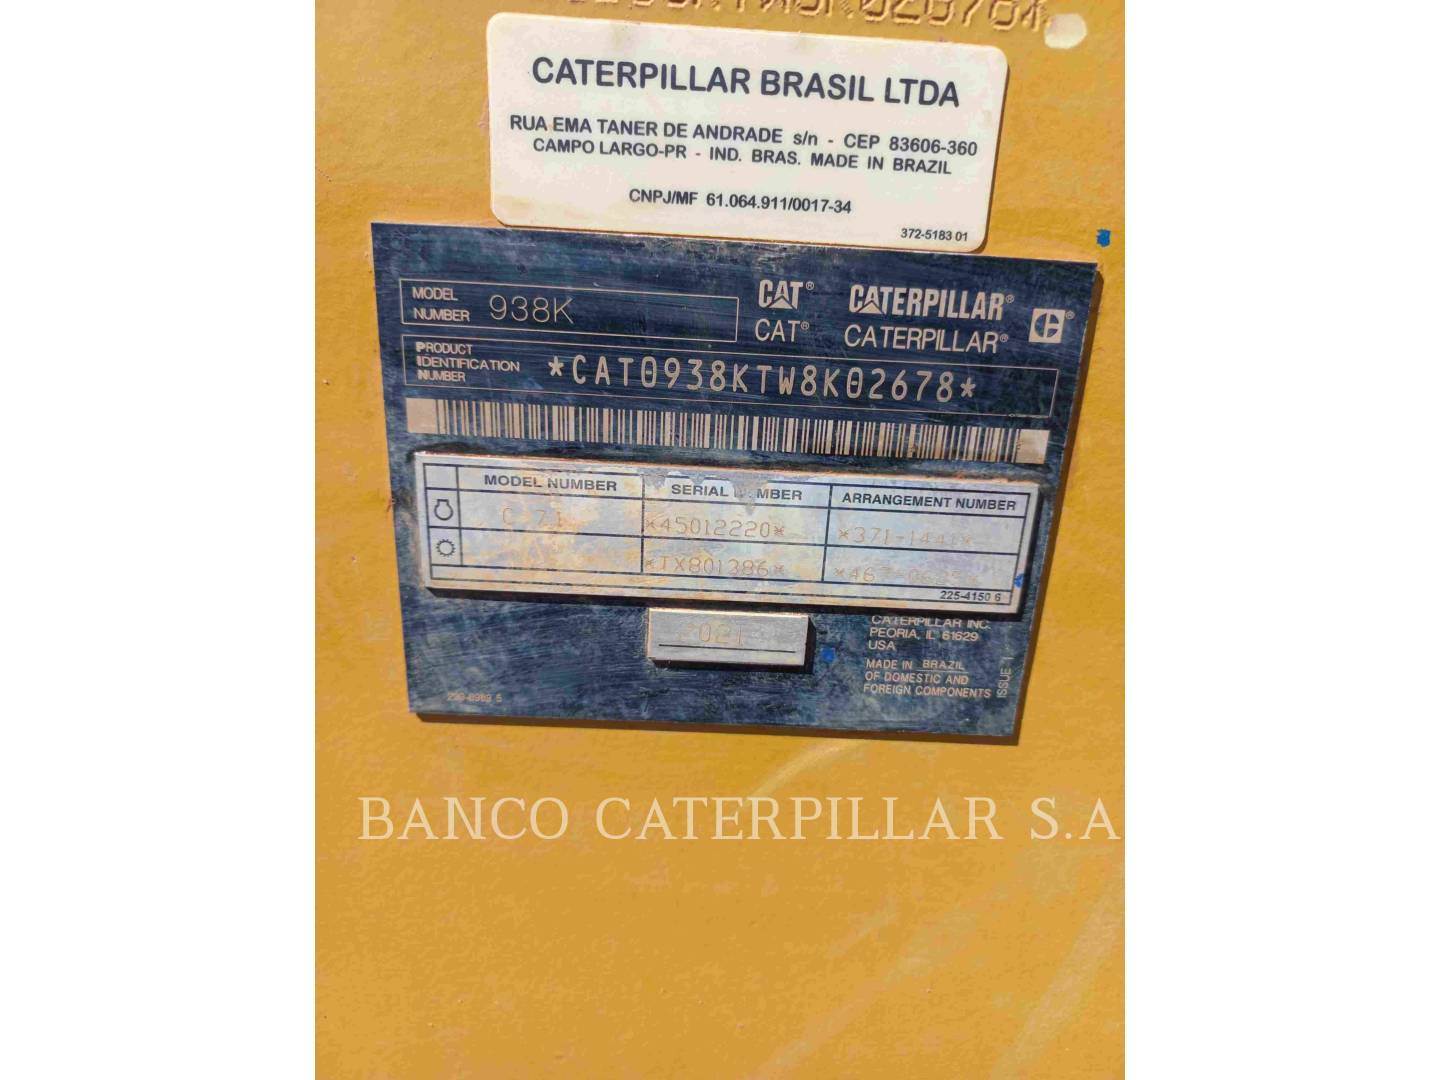 CATERPILLAR BRASIL LTDA
RUA EMA TANER DE ANDRADE s/n - CEP 83606-360
CAMPO LARGO-PR - IND. BRAS. MADE IN BRAZIL
CNPJ/MF 61.064.911/0017-34
372-5183 01
MODEL NUMBER 938K
CAT® CATERPILLAR®
CAT® CATERPILLAR®
PRODUCT IDENTIFICATION NUMBER *CAT0938KTW8K02678*
MODEL NUMBER SERIAL ARRANGEMENT NUMBER
*45012220* *371-1441*
*TX801386*
225-4150 6
CATERPILLAR INC.
PEORIA, IL 61629
USA
MADE IN BRAZIL
OF DOMESTIC AND
FOREIGN COMPONENTS
ISSUE 1
BANCO CATERPILLAR S.A